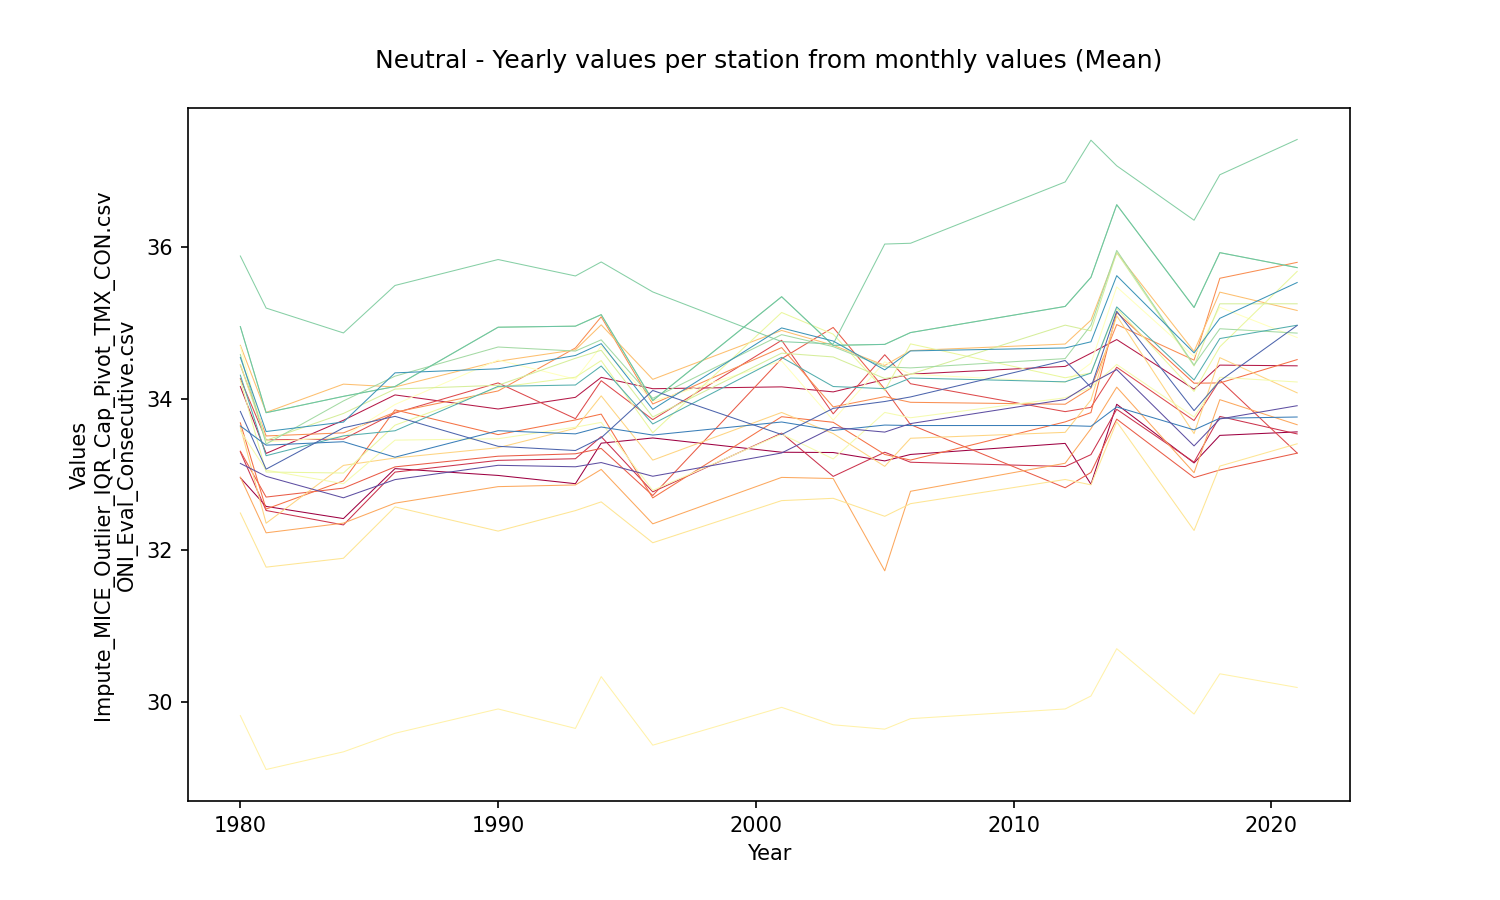 Neutral - Yearly values per station from monthly values (Mean)
Values
Impute_MICE_Outlier_IQR_Cap_Pivot_TMX_CON.csv
ONI_Eval_Consecutive.csv
36
34
32
30
1980
1990
2000
2010
2020
Year